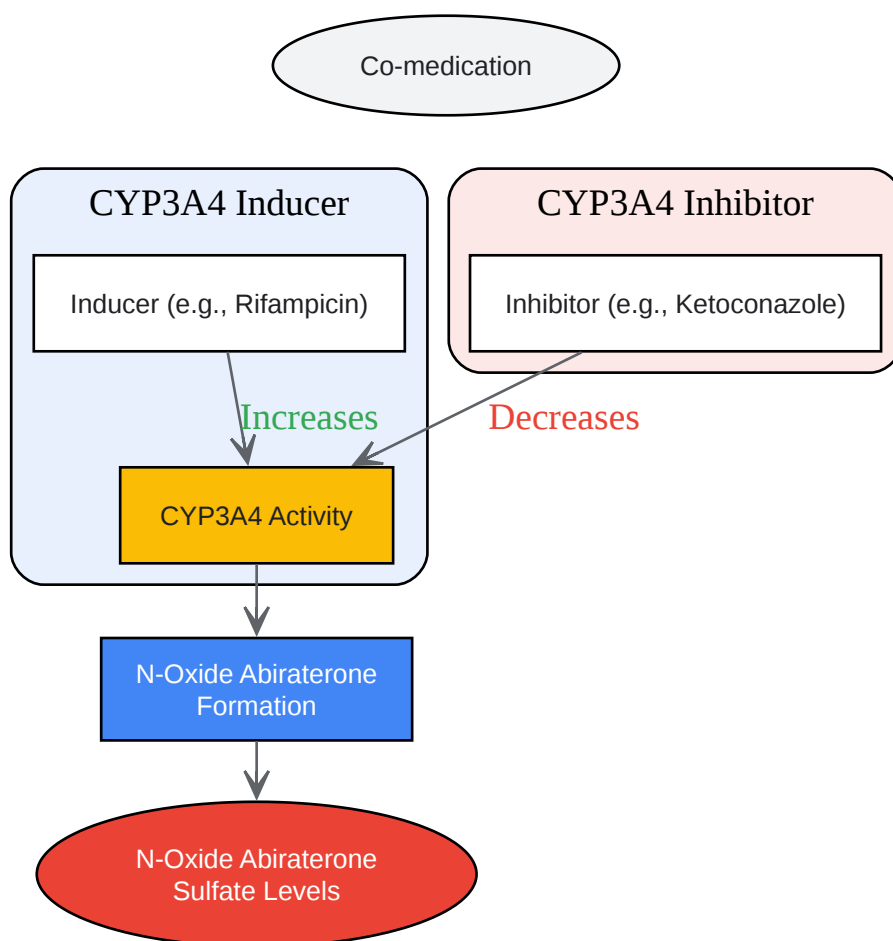 Co-medication
CYP3A4 Inducer
CYP3A4 Inhibitor
Inducer (e.g., Rifampicin)
Inhibitor (e.g., Ketoconazole)
Increases
Decreases
CYP3A4 Activity
N-Oxide Abiraterone
Formation
N-Oxide Abiraterone
Sulfate Levels